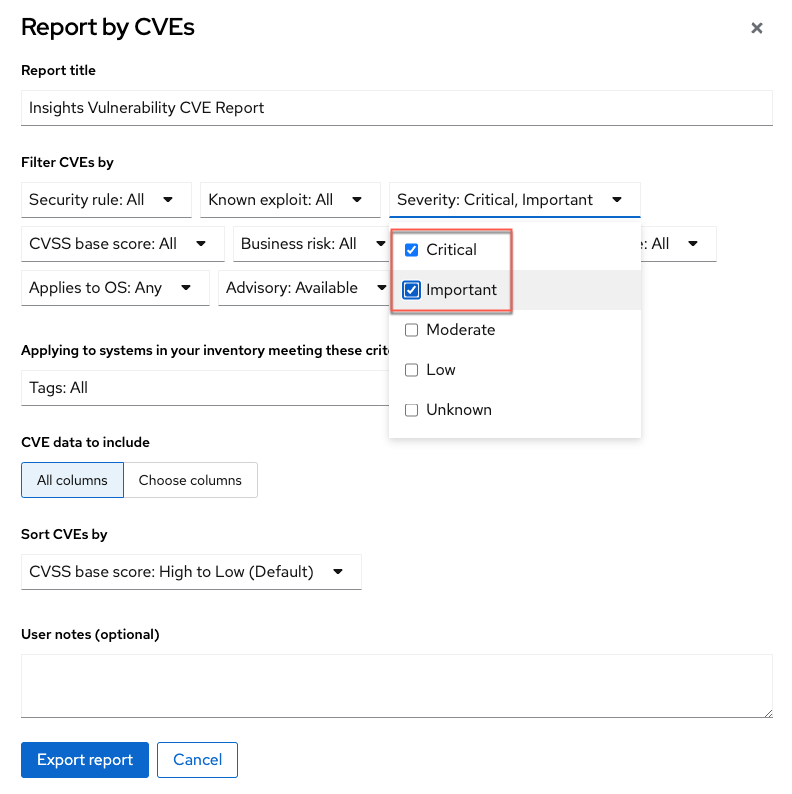 Report by CVEs
Report title
Insights Vulnerability CVE Report
Filter CVEs by
Security rule: All
Known exploit: All
Severity: Critical, Important
CVSS base score: All
Business risk: All
: All
Applies to OS: Any
Advisory: Available
Critical
Important
Moderate
Low
Unknown
Applying to systems in your inventory meeting these
Tags: All
CVE data to include
All columns
Choose columns
Sort CVEs by
CVSS base score: High to Low (Default)
User notes (optional)
Export report
Cancel